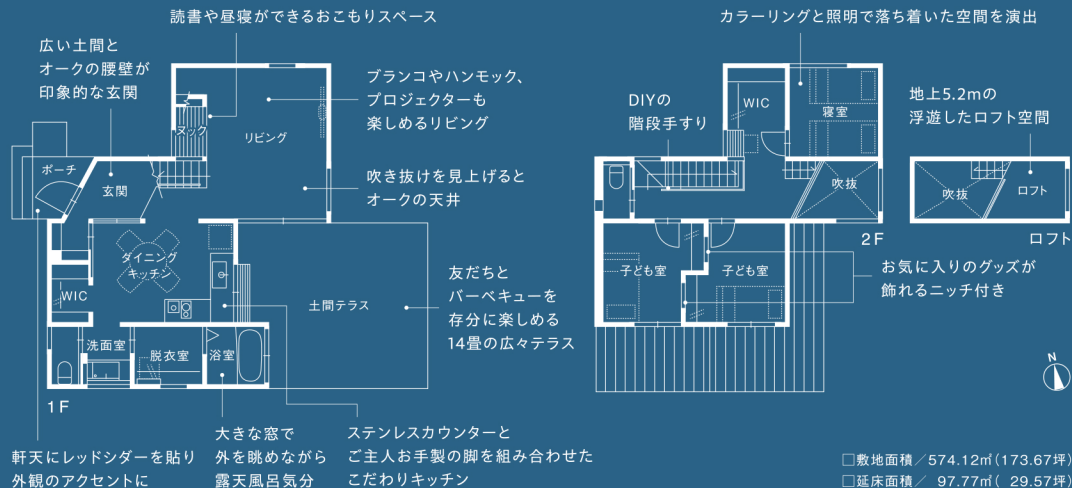 読書や昼寝ができるおこもりスペース
広い土間と
オークの腰壁が
印象的な玄関
ブランコやハンモック、
プロジェクターも
楽しめるリビング
ヌック
リビング
ポーチ
玄関
吹き抜けを見上げると
オークの天井
ダイニング
キッチン
WIC
土間テラス
友だちと
バーベキューを
存分に楽しめる
14畳の広々テラス
洗面室
脱衣室
浴室
1F
軒天にレッドシダーを貼り
外観のアクセントに
大きな窓で
外を眺めながら
露天風呂気分
ステンレスカウンターと
ご主人お手製の脚を組み合わせた
こだわりキッチン
カラーリングと照明で落ち着いた空間を演出
DIYの
階段手すり
WIC
寝室
地上5.2mの
浮遊したロフト空間
吹抜
吹抜
ロフト
2F
ロフト
子ども室
子ども室
お気に入りのグッズが
飾れるニッチ付き
N
□敷地面積／574.12㎡(173.67坪)
□延床面積／ 97.77㎡( 29.57坪)